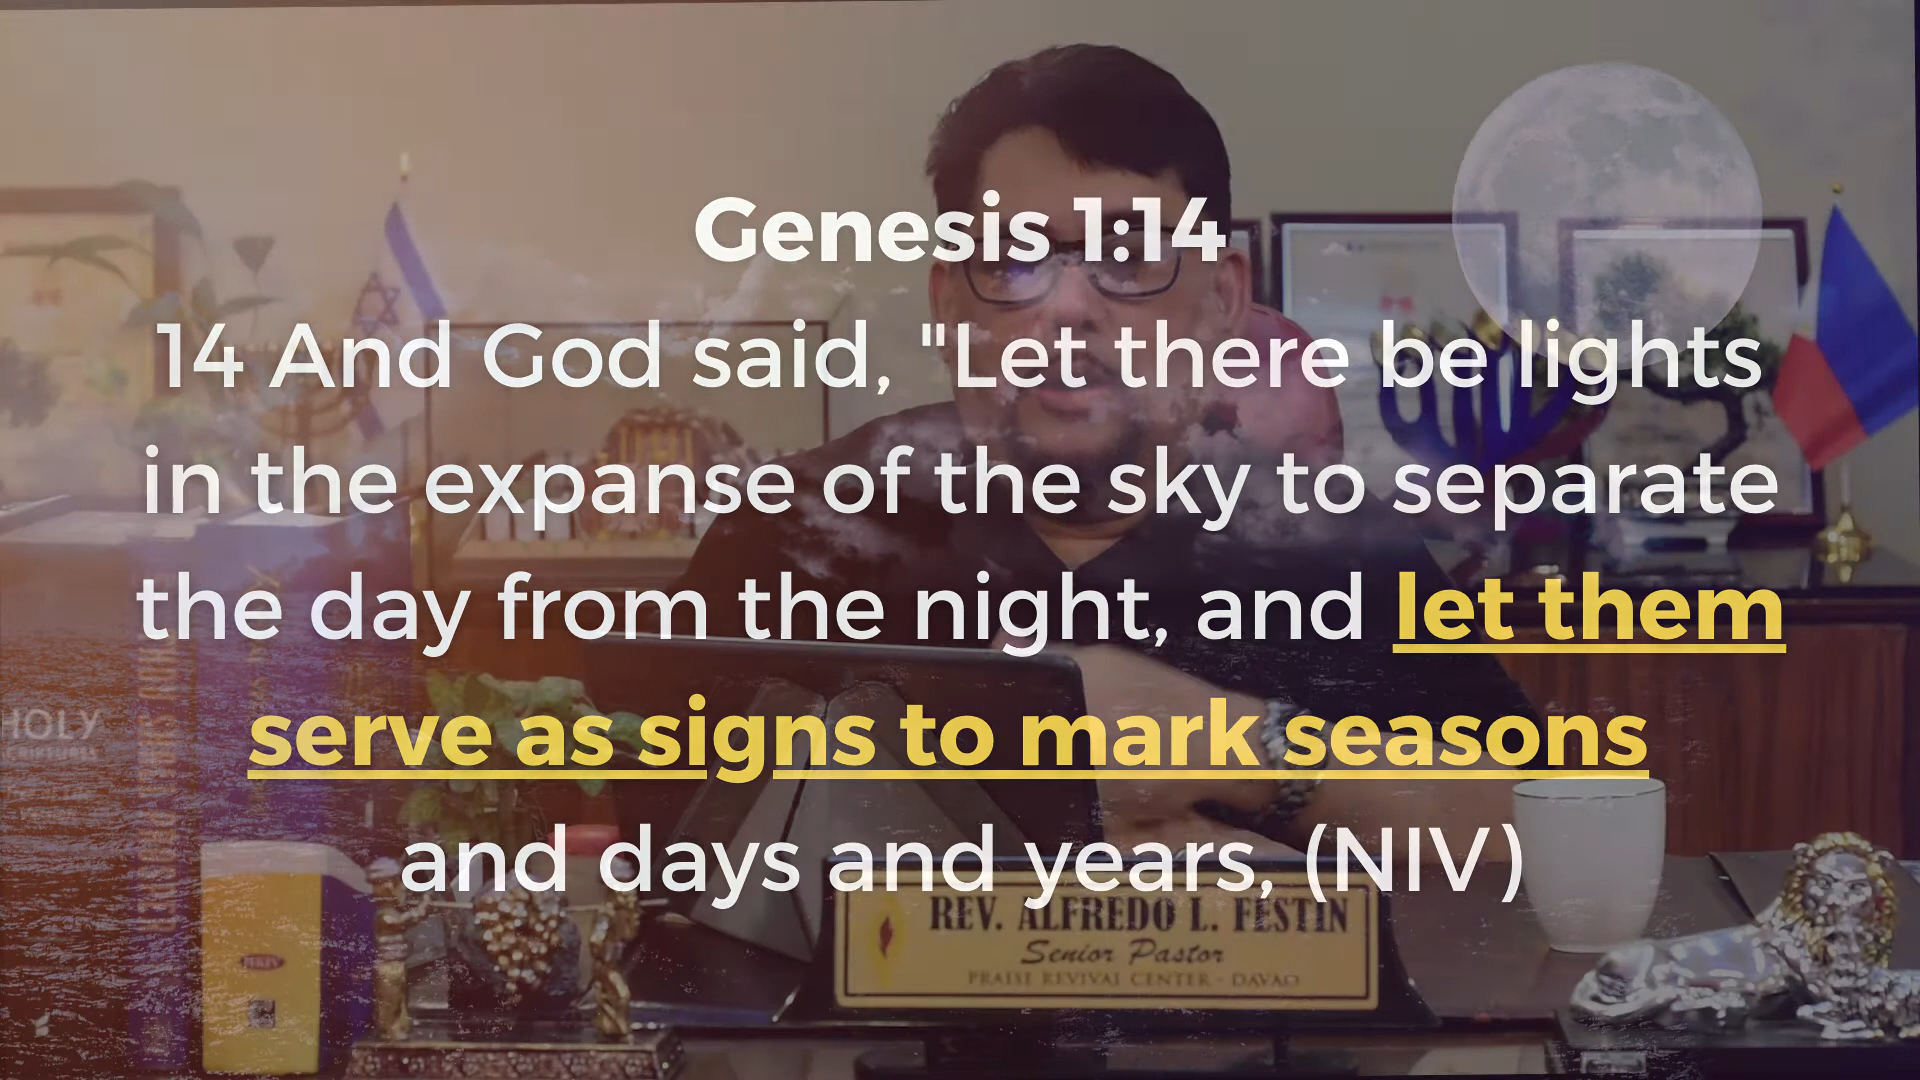 Genesis 1:14
14 And God said, "Let there be lights
in the expanse of the sky to separate
the day from the night, and let them
serve as signs to mark seasons
and days and years, (NIV)
HOLY
SCRIPTURES
REV. ALFREDO L. FESTIN
Senior Pastor
PRAISE REVIVAL CENTER - DAVAO